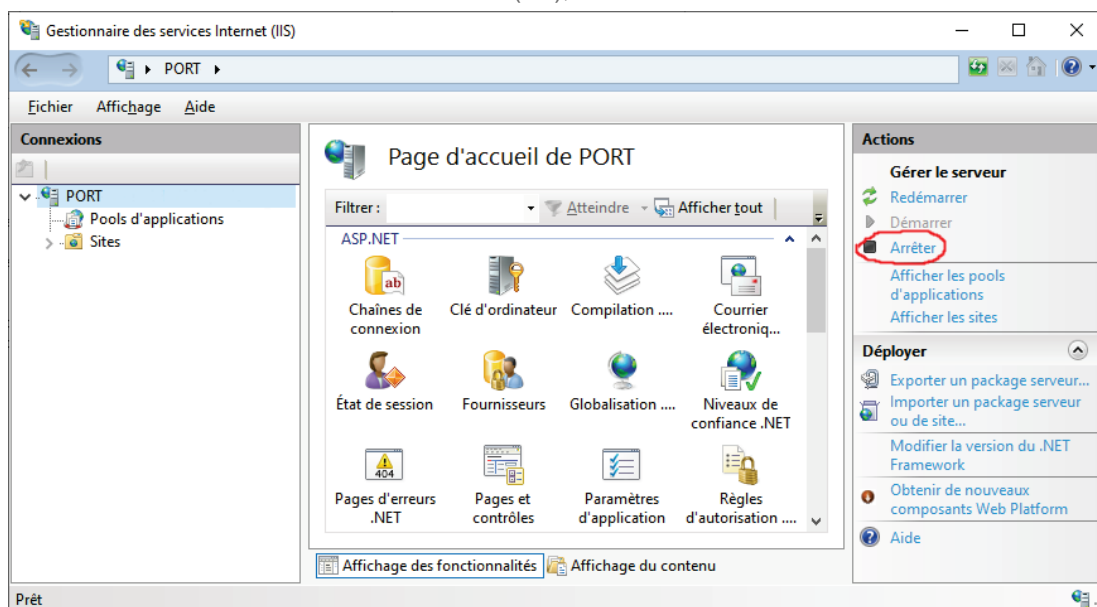 Gestionnaire des services Internet (IIS)
PORT
Fichier Affichage Aide
Connexions
PORT
Pools d'applications
Sites
Page d'accueil de PORT
Filtrer :
Atteindre
Afficher tout
ASP.NET
ab
Chaînes de
connexion
Clé d'ordinateur
Compilation ....
Courrier
électroniq...
État de session
Fournisseurs
Globalisation ....
Niveaux de
confiance .NET
404
Pages d'erreurs
.NET
Pages et
contrôles
Paramètres
d'application
Règles
d'autorisation ....
Affichage des fonctionnalités
Affichage du contenu
Actions
Gérer le serveur
Redémarrer
Démarrer
Arrêter
Afficher les pools
d'applications
Afficher les sites
Déployer
Exporter un package serveur...
Importer un package serveur
ou de site...
Modifier la version du .NET
Framework
Obtenir de nouveaux
composants Web Platform
Aide
Prêt